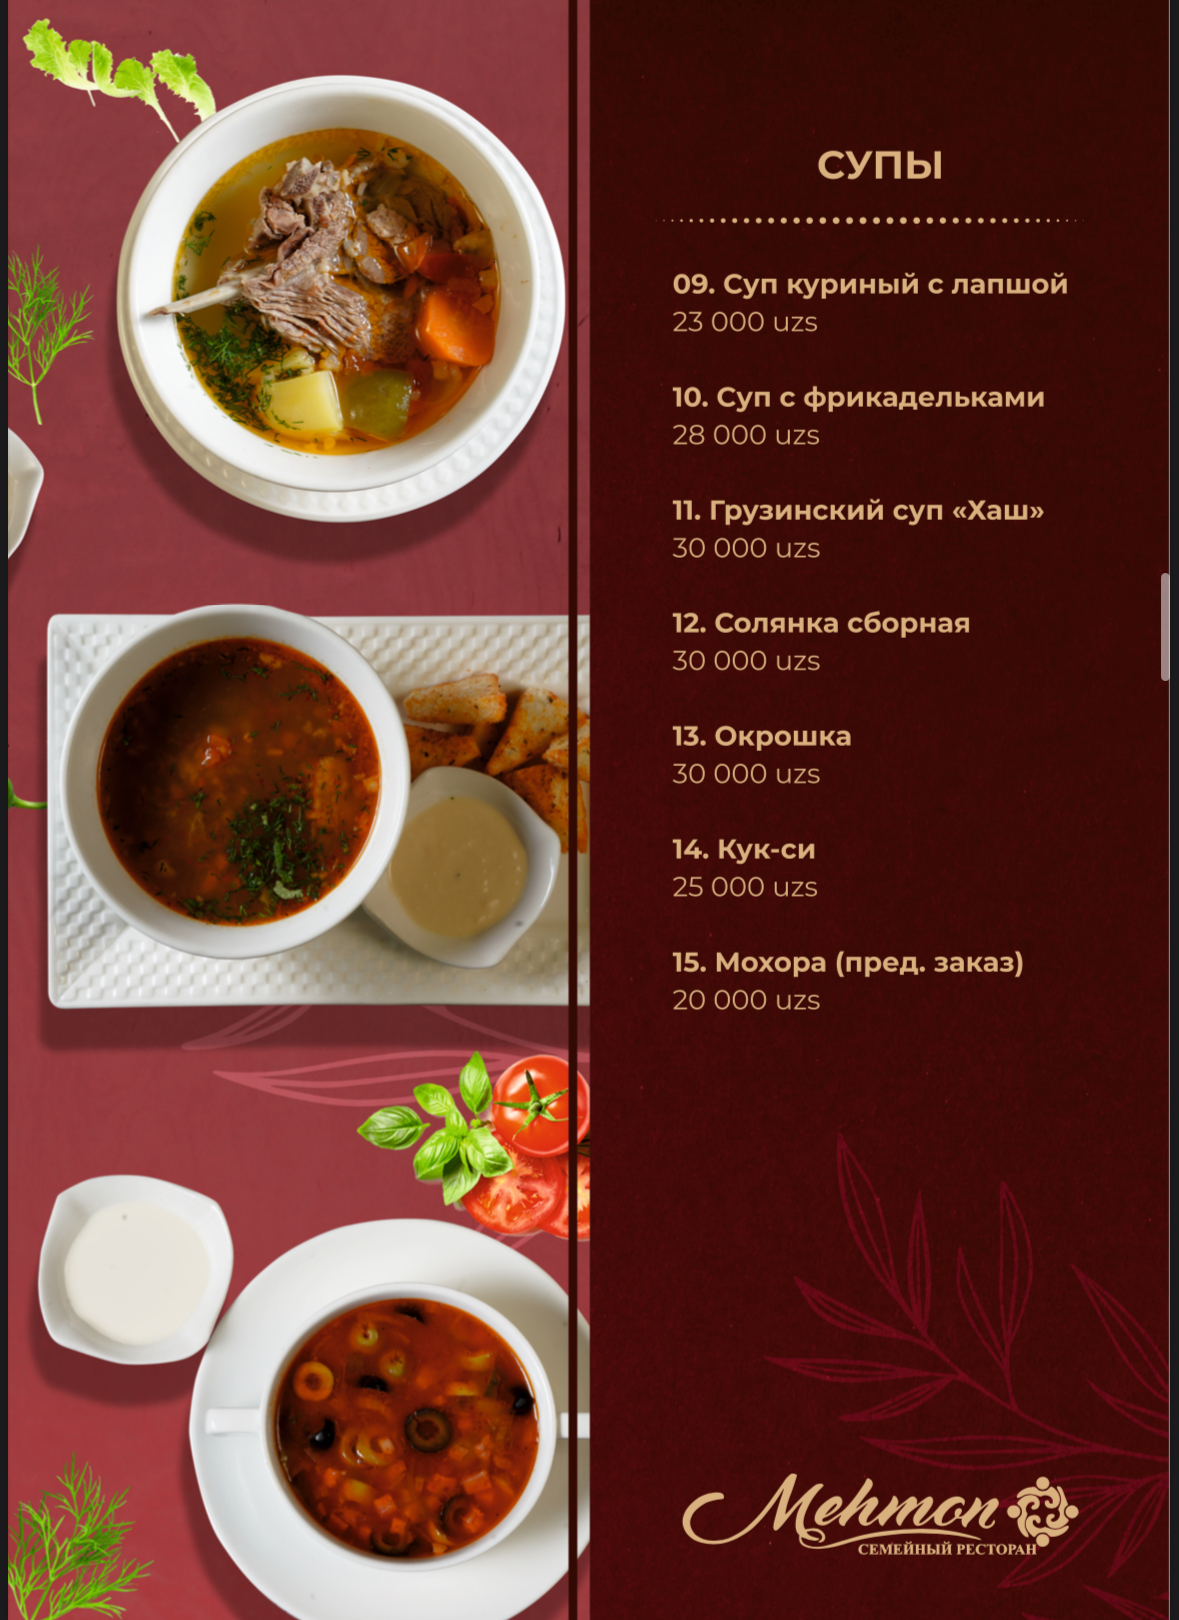 СУПЫ
09. Суп куриный с лапшой
23 000 uzs
10. Суп с фрикадельками
28 000 uzs
11. Грузинский суп «Хаш»
30 000 uzs
12. Солянка сборная
30 000 uzs
13. Окрошка
30 000 uzs
14. Кук-си
25 000 uzs
15. Мохора (пред. заказ)
20 000 uzs
Mehmon
СЕМЕЙНЫЙ РЕСТОРАН